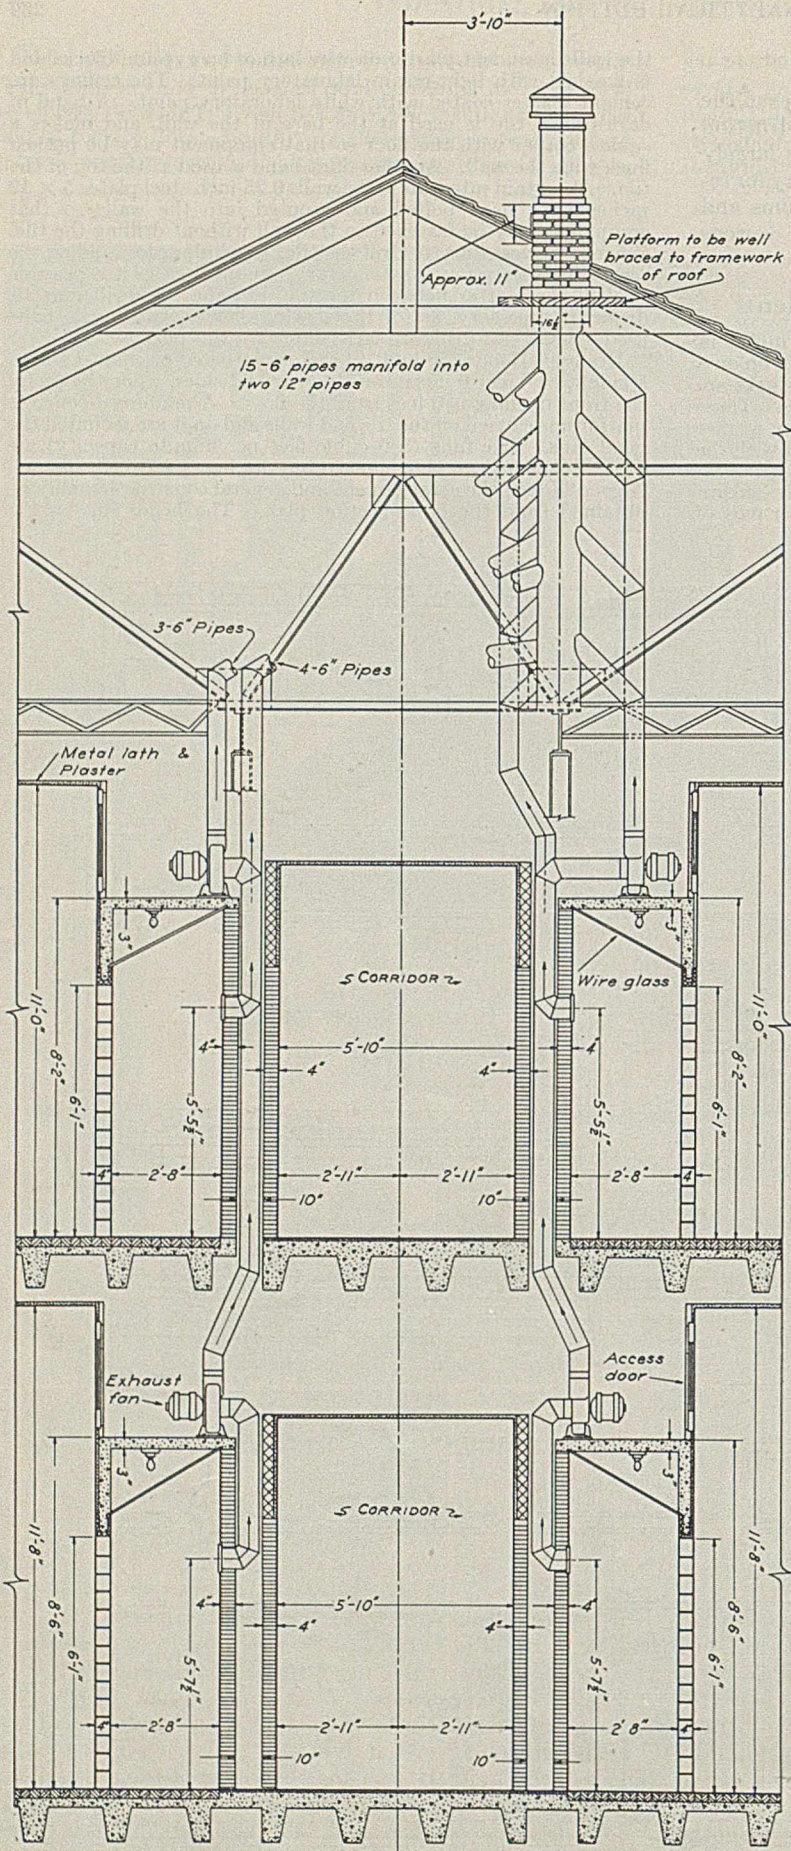 3'-10"
Platform to be well
braced to framework
of roof
Approx. 11"
16½"
15-6" pipes manifold into
two 12" pipes
3-6" Pipes
4-6" Pipes
Metal lath &
Plaster
3"
3"
Wire glass
CORRIDOR
11'-0"
8'-2"
6'-1"
5'-5½"
4"
4"
5'-10"
4"
4"
5'-5½"
6'-1"
8'-2"
11'-0"
4"
2'-8"
10"
2'-11"
2'-11"
10"
2'-8"
4"
Exhaust
fan
Access
door
3"
3"
CORRIDOR
11'-8"
8'-6"
6'-1"
5'-7½"
4"
4"
5'-10"
4"
4"
5'-7½"
6'-1"
8'-6"
11'-8"
4"
2'-8"
10"
2'-11"
2'-11"
10"
2'8"
4"